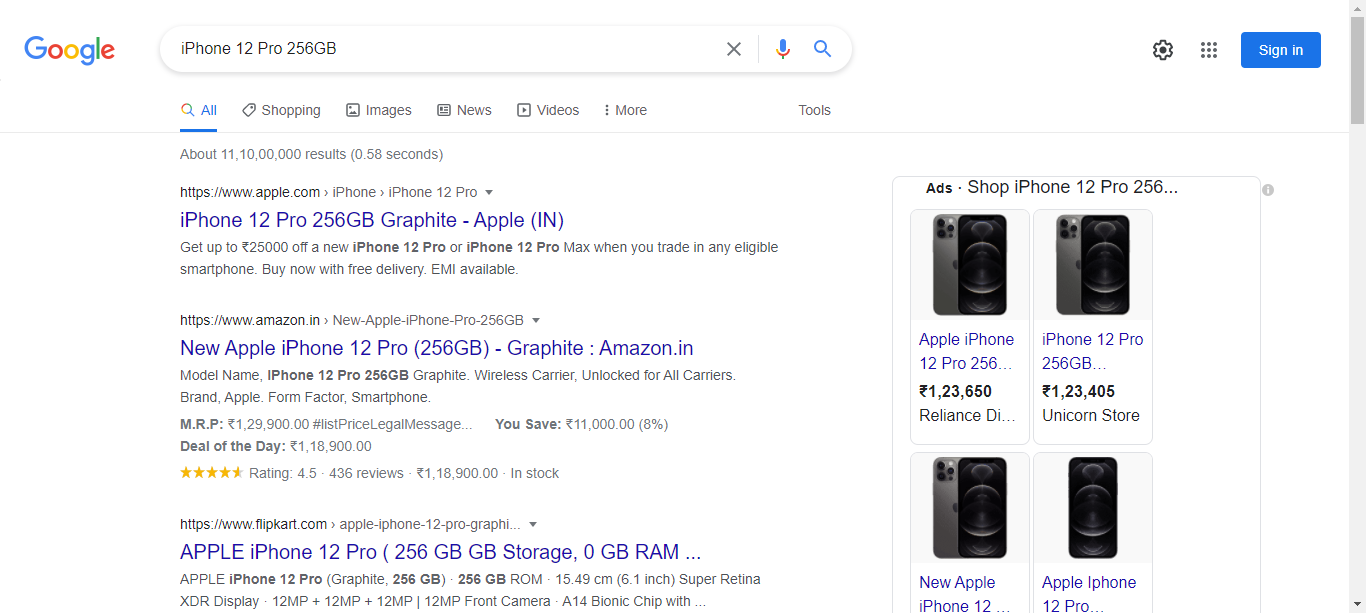 Google
iPhone 12 Pro 256GB
Sign in
All
Shopping
Images
News
Videos
More
Tools
About 11,10,00,000 results (0.58 seconds)
https://www.apple.com › iPhone › iPhone 12 Pro
iPhone 12 Pro 256GB Graphite - Apple (IN)
Get up to ₹25000 off a new iPhone 12 Pro or iPhone 12 Pro Max when you trade in any eligible
smartphone. Buy now with free delivery. EMI available.
https://www.amazon.in › New-Apple-iPhone-Pro-256GB
New Apple iPhone 12 Pro (256GB) - Graphite : Amazon.in
Model Name, iPhone 12 Pro 256GB Graphite. Wireless Carrier, Unlocked for All Carriers.
Brand, Apple. Form Factor, Smartphone.
M.R.P: ₹1,29,900.00 #listPriceLegalMessage... You Save: ₹11,000.00 (8%)
Deal of the Day: ₹1,18,900.00
Rating: 4.5 · 436 reviews · ₹1,18,900.00 · In stock
https://www.flipkart.com › apple-iphone-12-pro-graphi...
APPLE iPhone 12 Pro ( 256 GB GB Storage, 0 GB RAM ...
APPLE iPhone 12 Pro (Graphite, 256 GB) · 256 GB ROM · 15.49 cm (6.1 inch) Super Retina
XDR Display · 12MP + 12MP + 12MP | 12MP Front Camera · A14 Bionic Chip with ...
Ads · Shop iPhone 12 Pro 256...
Apple iPhone
12 Pro 256...
₹1,23,650
Reliance Di...
iPhone 12 Pro
256GB...
₹1,23,405
Unicorn Store
New Apple
iPhone 12 ...
Apple Iphone
12 Pro...